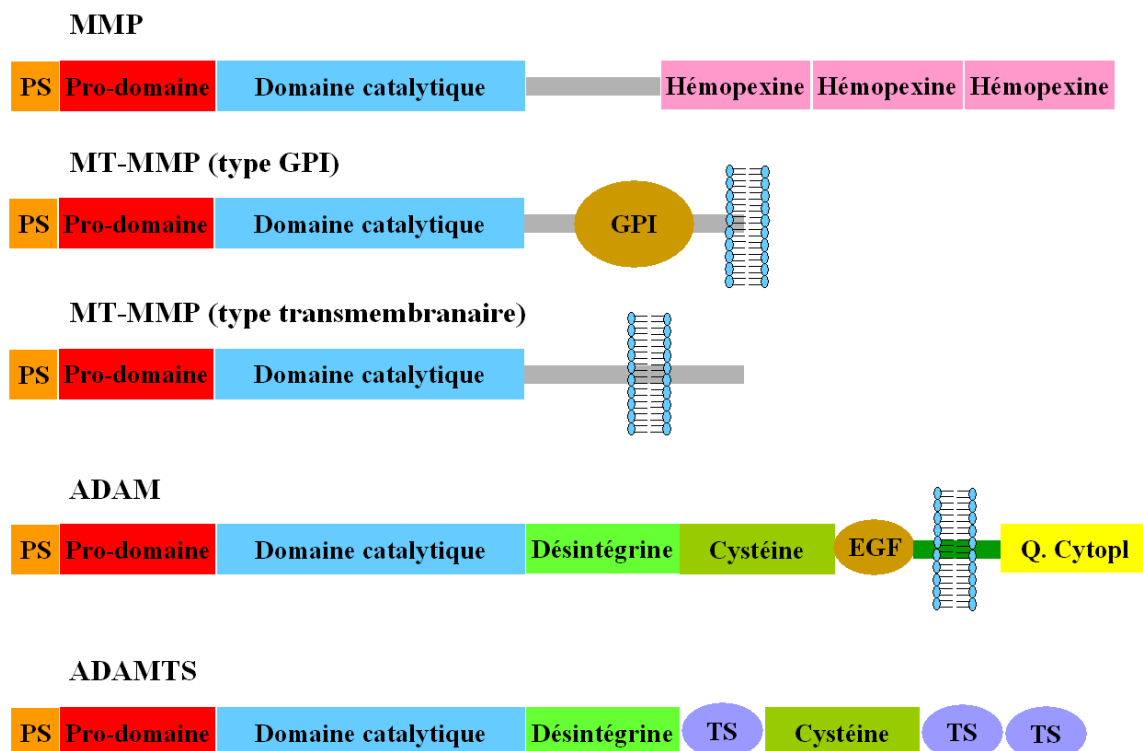 MMP
PS Pro-domaine Domaine catalytique Hémopexine Hémopexine Hémopexine
MT-MMP (type GPI)
PS Pro-domaine Domaine catalytique GPI
MT-MMP (type transmembranaire)
PS Pro-domaine Domaine catalytique
ADAM
PS Pro-domaine Domaine catalytique Désintégrine Cystéine EGF Q. Cytopl
ADAMTS
PS Pro-domaine Domaine catalytique Désintégrine TS Cystéine TS TS